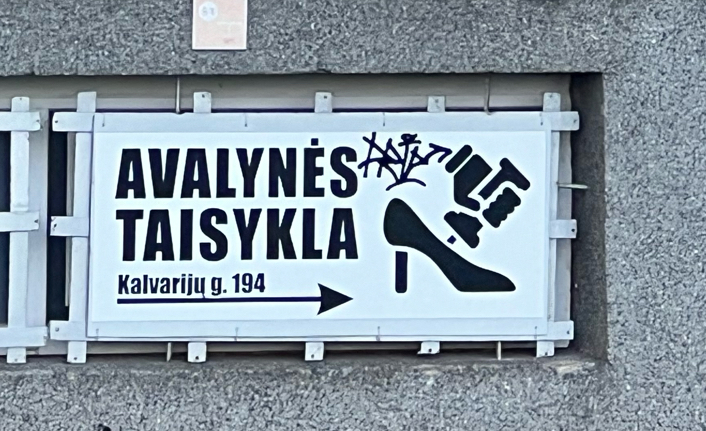 AVALYNĖS
TAISYKLA
Kalvarijų g. 194